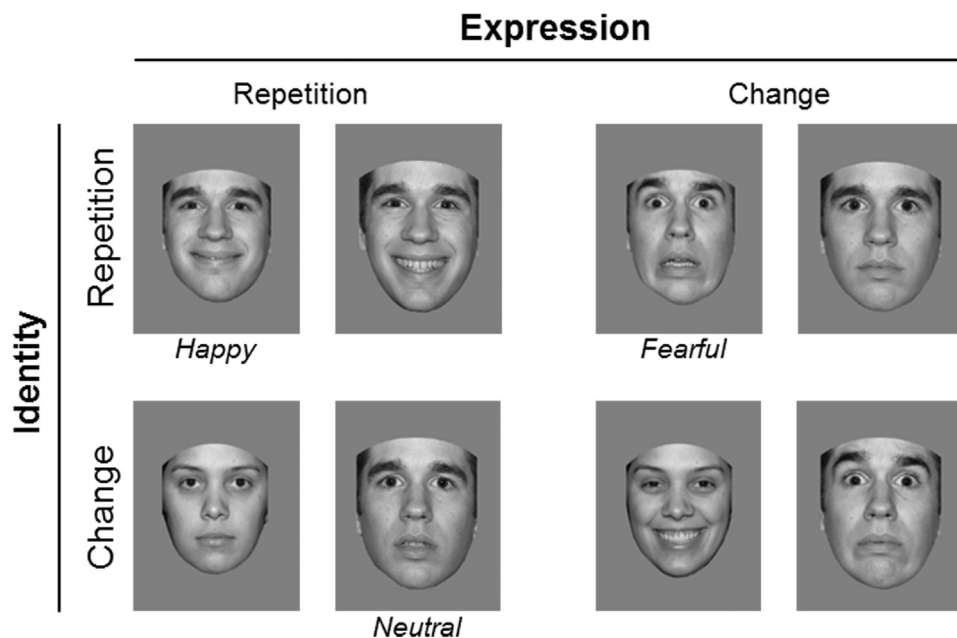 Expression
Repetition
Change
Identity
Repetition
Happy
Fearful
Change
Neutral